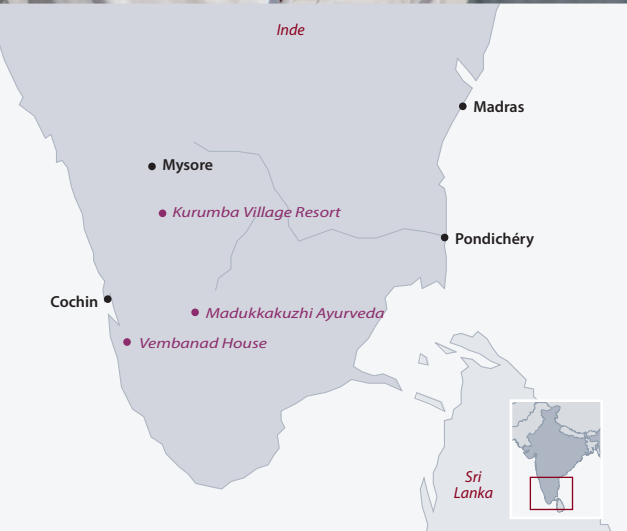 Inde
Madras
Mysore
Kurumba Village Resort
Pondichéry
Cochin
Madukkakuzhi Ayurveda
Vembanad House
Sri
Lanka